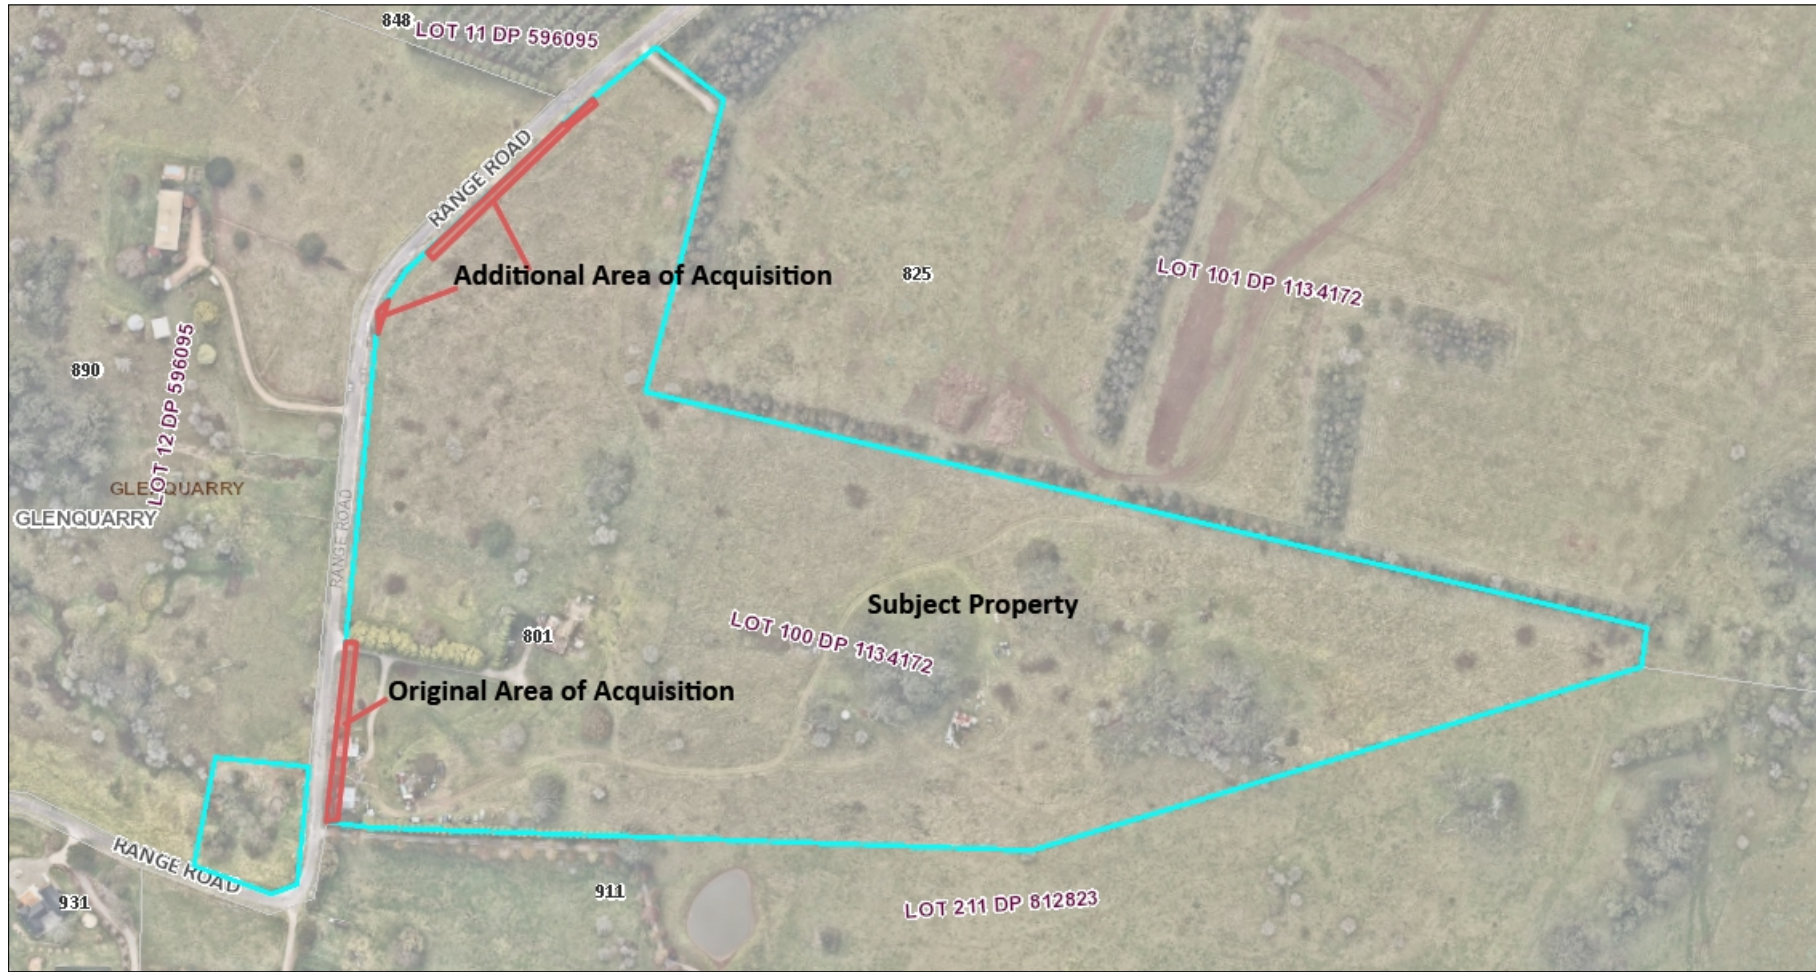 848
LOT 11 DP 596095
RANGE ROAD
Additional Area of Acquisition
825
LOT 101 DP 1134172
890
LOT 12 DP 596095
GLENQUARRY
GLENQUARRY
RANGE ROAD
Subject Property
801
LOT 100 DP 1134172
Original Area of Acquisition
RANGE ROAD
931
911
LOT 211 DP 812823